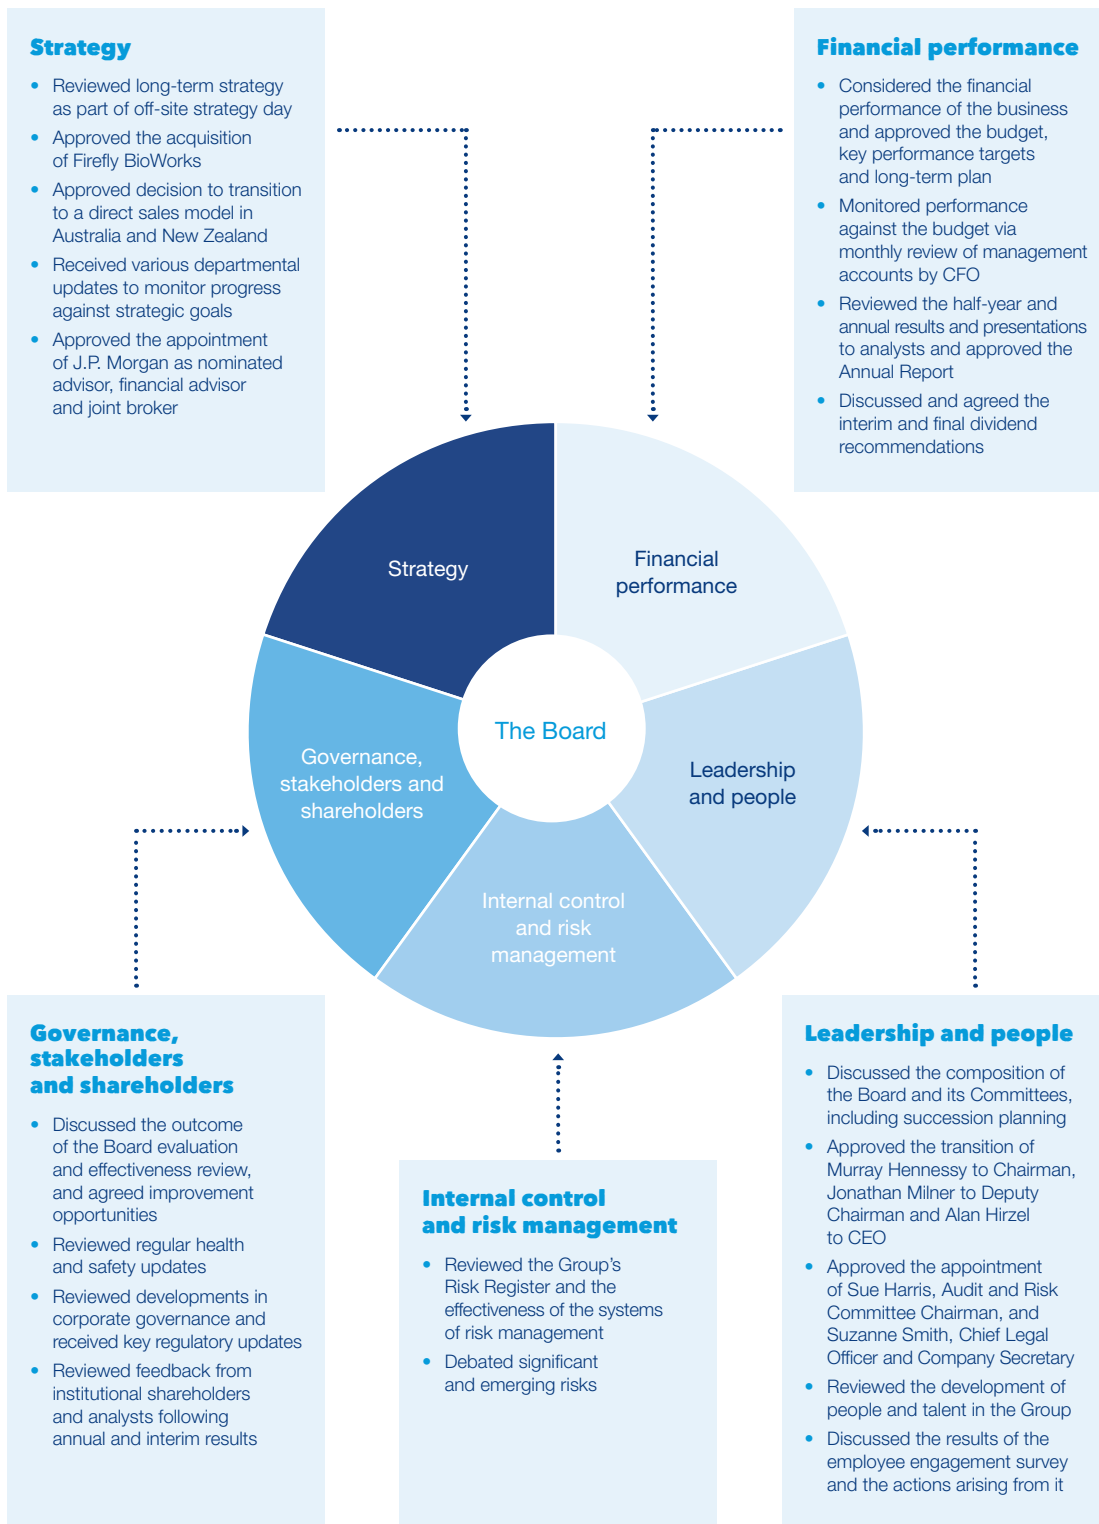 Strategy
• Reviewed long-term strategy
as part of off-site strategy day
• Approved the acquisition
of Firefly BioWorks
• Approved decision to transition
to a direct sales model in
Australia and New Zealand
• Received various departmental
updates to monitor progress
against strategic goals
• Approved the appointment
of J.P. Morgan as nominated
advisor, financial advisor
and joint broker
Financial performance
• Considered the financial
performance of the business
and approved the budget,
key performance targets
and long-term plan
• Monitored performance
against the budget via
monthly review of management
accounts by CFO
• Reviewed the half-year and
annual results and presentations
to analysts and approved the
Annual Report
• Discussed and agreed the
interim and final dividend
recommendations
Strategy
Financial
performance
The Board
Governance,
stakeholders and
shareholders
Leadership
and people
Internal control
and risk
management
Governance,
stakeholders
and shareholders
• Discussed the outcome
of the Board evaluation
and effectiveness review,
and agreed improvement
opportunities
• Reviewed regular health
and safety updates
• Reviewed developments in
corporate governance and
received key regulatory updates
• Reviewed feedback from
institutional shareholders
and analysts following
annual and interim results
Internal control
and risk management
• Reviewed the Group’s
Risk Register and the
effectiveness of the systems
of risk management
• Debated significant
and emerging risks
Leadership and people
• Discussed the composition of
the Board and its Committees,
including succession planning
• Approved the transition of
Murray Hennessy to Chairman,
Jonathan Milner to Deputy
Chairman and Alan Hirzel
to CEO
• Approved the appointment
of Sue Harris, Audit and Risk
Committee Chairman, and
Suzanne Smith, Chief Legal
Officer and Company Secretary
• Reviewed the development of
people and talent in the Group
• Discussed the results of the
employee engagement survey
and the actions arising from it